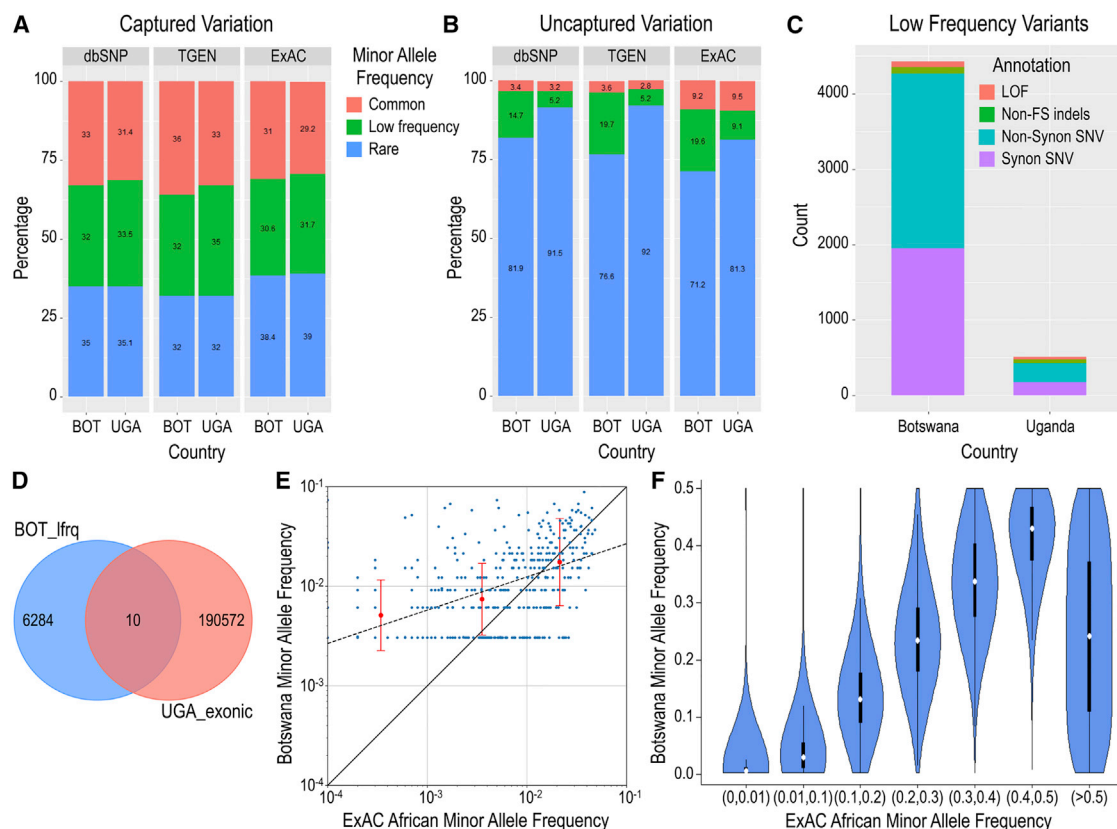 A
Captured Variation
dbSNP TGEN ExAC
Percentage
100
75
50
25
0
33 31.4 36 33 31 29.2
32 33.5 32 35 30.6 31.7
35 35.1 32 32 38.4 39
BOT UGA BOT UGA BOT UGA
Country
Minor Allele
Frequency
Common
Low frequency
Rare
B
Uncaptured Variation
dbSNP TGEN ExAC
Percentage
100
75
50
25
0
3.4 3.2 3.6 2.8 9.2 9.5
14.7 5.2 19.7 5.2 19.6 9.1
81.9 91.5 76.6 92 71.2 81.3
BOT UGA BOT UGA BOT UGA
Country
C
Low Frequency Variants
Annotation
LOF
Non-FS indels
Non-Synon SNV
Synon SNV
Count
4000
3000
2000
1000
0
Botswana Uganda
Country
D
BOT_lfrq
6284 10 190572
UGA_exonic
E
Botswana Minor Allele Frequency
10-1
10-2
10-3
10-4
10-4 10-3 10-2 10-1
ExAC African Minor Allele Frequency
F
Botswana Minor Allele Frequency
0.5
0.4
0.3
0.2
0.1
0.0
(0,0.01) (0.01,0.1) (0.1,0.2) (0.2,0.3) (0.3,0.4) (0.4,0.5) (>0.5)
ExAC African Minor Allele Frequency